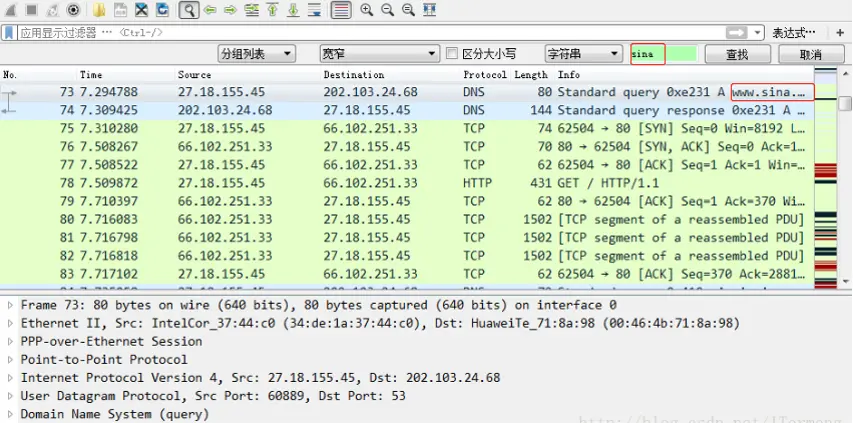 应用显示过滤器 … <Ctrl-/> 表达式… +
分组列表 宽窄 区分大小写 字符串 sina 查找 取消
No. Time Source Destination Protocol Length Info
73 7.294788 27.18.155.45 202.103.24.68 DNS 80 Standard query 0xe231 A www.sina.…
74 7.309425 202.103.24.68 27.18.155.45 DNS 144 Standard query response 0xe231 A
75 7.310280 27.18.155.45 66.102.251.33 TCP 74 62504 → 80 [SYN] Seq=0 Win=8192 L…
76 7.508267 66.102.251.33 27.18.155.45 TCP 70 80 → 62504 [SYN, ACK] Seq=0 Ack=1…
77 7.508522 27.18.155.45 66.102.251.33 TCP 62 62504 → 80 [ACK] Seq=1 Ack=1 Win=…
78 7.509872 27.18.155.45 66.102.251.33 HTTP 431 GET / HTTP/1.1
79 7.710397 66.102.251.33 27.18.155.45 TCP 62 80 → 62504 [ACK] Seq=1 Ack=370 Wi…
80 7.716083 66.102.251.33 27.18.155.45 TCP 1502 [TCP segment of a reassembled PDU]
81 7.716798 66.102.251.33 27.18.155.45 TCP 1502 [TCP segment of a reassembled PDU]
82 7.716818 66.102.251.33 27.18.155.45 TCP 1502 [TCP segment of a reassembled PDU]
83 7.717102 27.18.155.45 66.102.251.33 TCP 62 62504 → 80 [ACK] Seq=370 Ack=2881…
Frame 73: 80 bytes on wire (640 bits), 80 bytes captured (640 bits) on interface 0
Ethernet II, Src: IntelCor_37:44:c0 (34:de:1a:37:44:c0), Dst: HuaweiTe_71:8a:98 (00:46:4b:71:8a:98)
PPP-over-Ethernet Session
Point-to-Point Protocol
Internet Protocol Version 4, Src: 27.18.155.45, Dst: 202.103.24.68
User Datagram Protocol, Src Port: 60889, Dst Port: 53
Domain Name System (query)